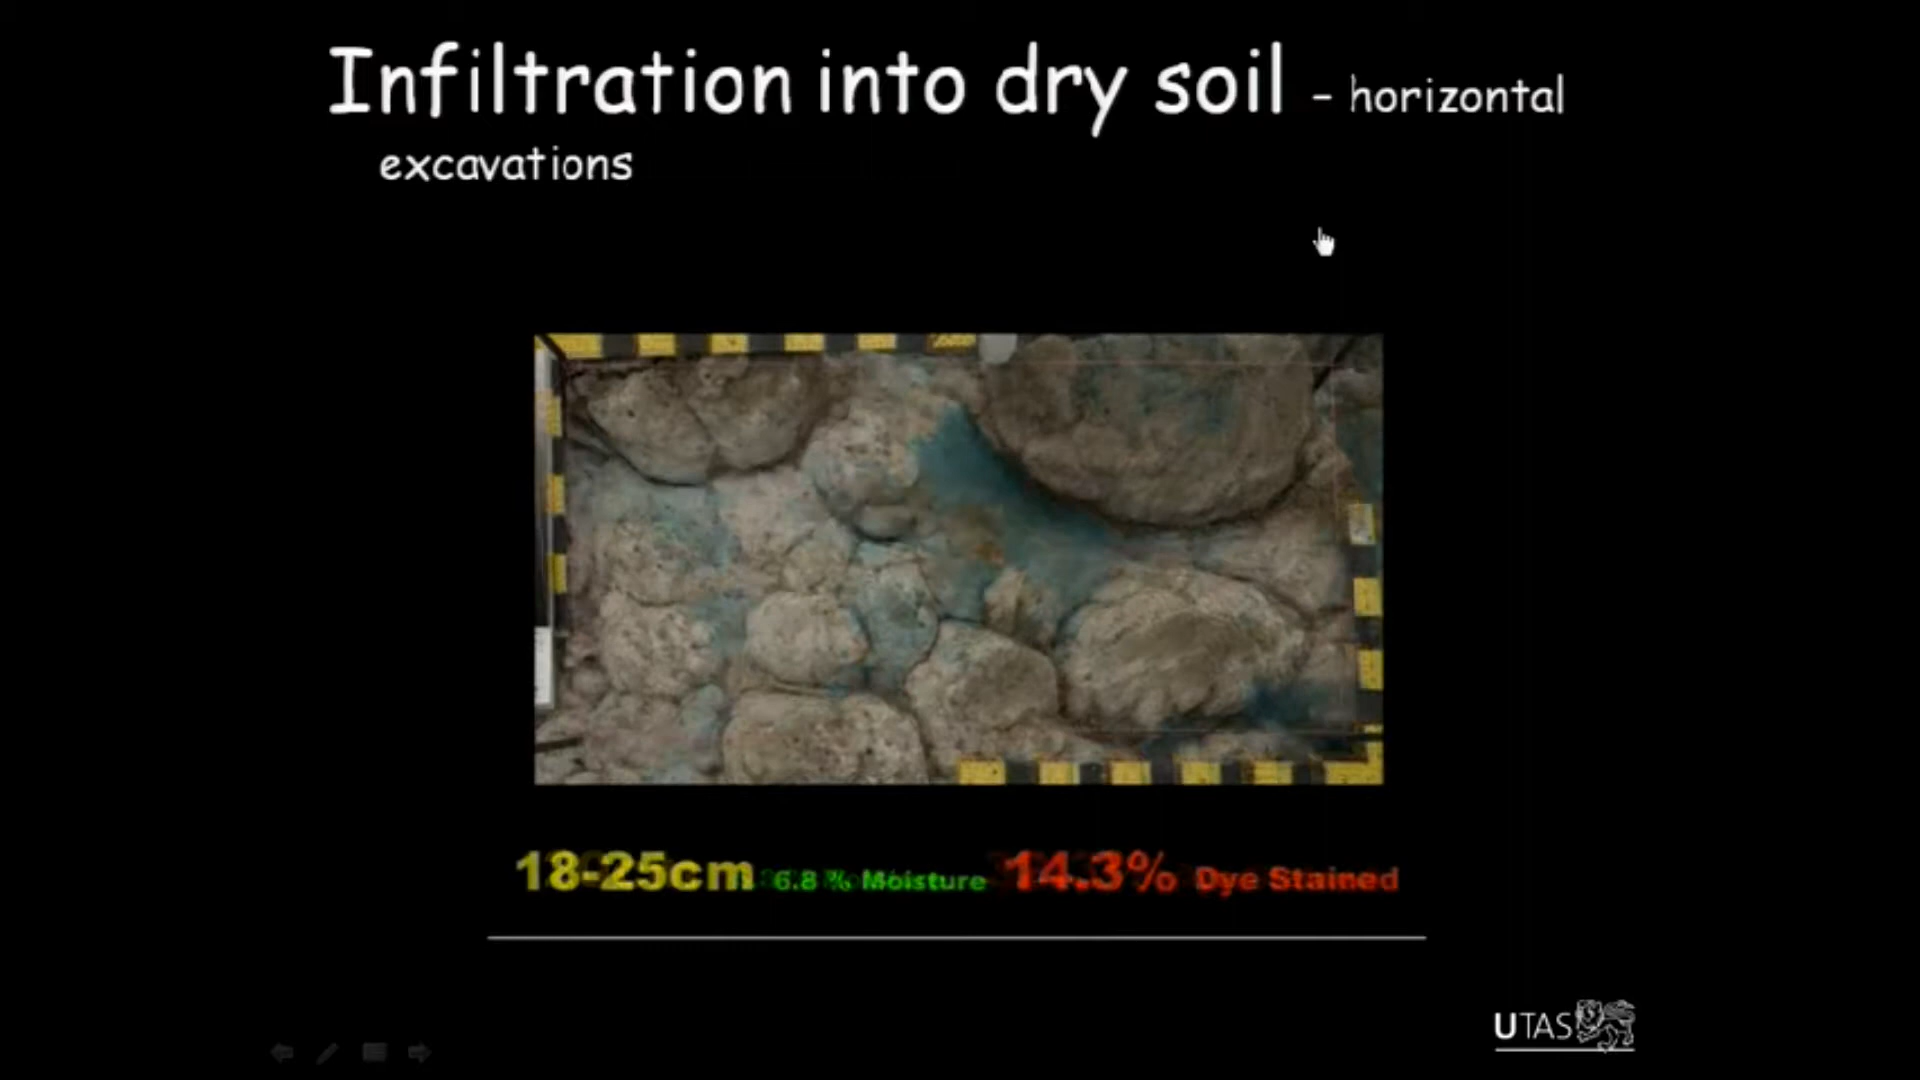 Infiltration into dry soil - horizontal
excavations
18-25cm 6.8 % Moisture 14.3% Dye Stained
UTAS